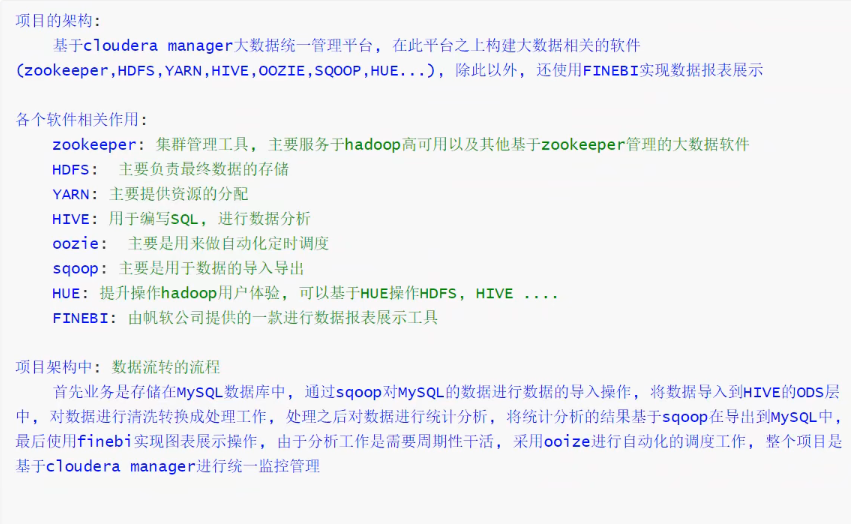 项目的架构:
基于cloudera manager大数据统一管理平台, 在此平台之上构建大数据相关的软件
(zookeeper,HDFS,YARN,HIVE,OOZIE,SQOOP,HUE...), 除此以外, 还使用FINEBI实现数据报表展示
各个软件相关作用:
zookeeper: 集群管理工具, 主要服务于hadoop高可用以及其他基于zookeeper管理的大数据软件
HDFS: 主要负责最终数据的存储
YARN: 主要提供资源的分配
HIVE: 用于编写SQL, 进行数据分析
oozie: 主要是用来做自动化定时调度
sqoop: 主要是用于数据的导入导出
HUE: 提升操作hadoop用户体验, 可以基于HUE操作HDFS, HIVE ....
FINEBI: 由帆软公司提供的一款进行数据报表展示工具
项目架构中: 数据流转的流程
首先业务是存储在MySQL数据库中, 通过sqoop对MySQL的数据进行数据的导入操作, 将数据导入到HIVE的ODS层
中, 对数据进行清洗转换成处理工作, 处理之后对数据进行统计分析, 将统计分析的结果基于sqoop在导出到MySQL中,
最后使用finebi实现图表展示操作, 由于分析工作是需要周期性干活, 采用ooize进行自动化的调度工作, 整个项目是
基于cloudera manager进行统一监控管理